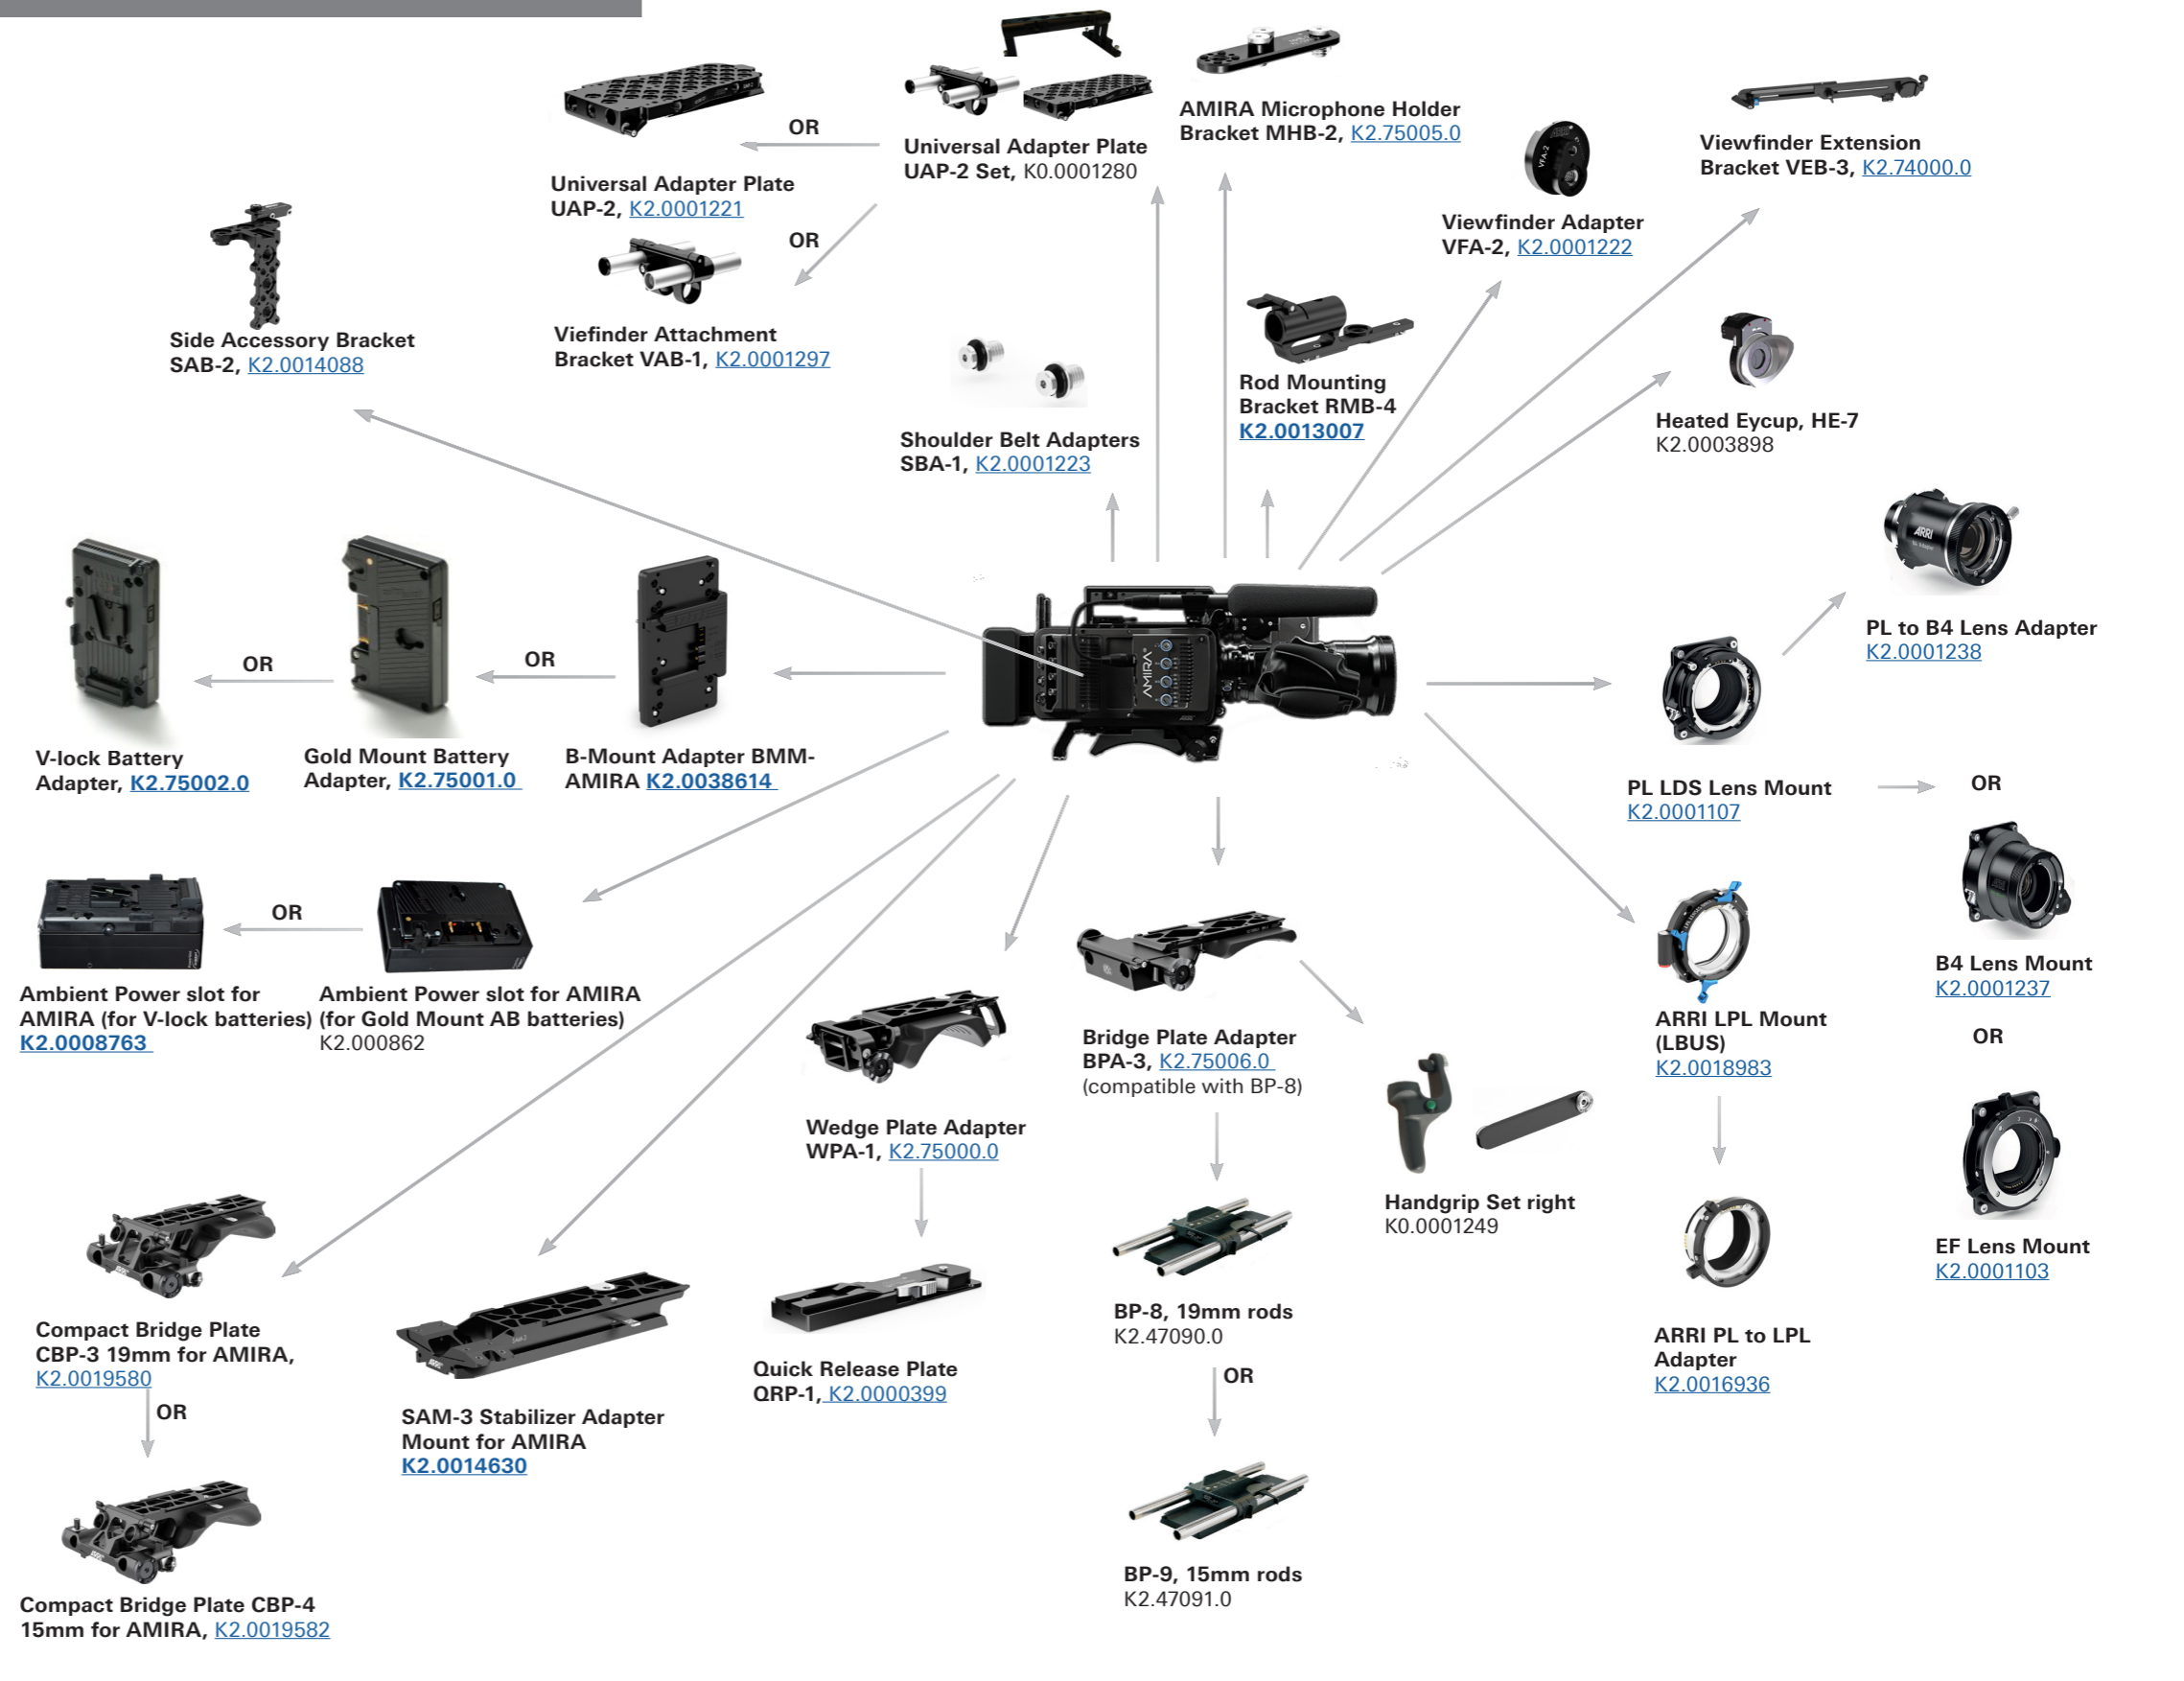 Universal Adapter Plate
UAP-2, K2.0001221
OR
Universal Adapter Plate
UAP-2 Set, K0.0001280
AMIRA Microphone Holder
Bracket MHB-2, K2.75005.0
Viewfinder Extension
Bracket VEB-3, K2.74000.0
VFA-2
Viewfinder Adapter
VFA-2, K2.0001222
Side Accessory Bracket
SAB-2, K2.0014088
OR
Viefinder Attachment
Bracket VAB-1, K2.0001297
Shoulder Belt Adapters
SBA-1, K2.0001223
Rod Mounting
Bracket RMB-4
K2.0013007
Heated Eycup, HE-7
K2.0003898
ARRI
PL to B4 Lens Adapter
K2.0001238
AMIRA
V-lock Battery
Adapter, K2.75002.0
OR
Gold Mount Battery
Adapter, K2.75001.0
OR
B-Mount Adapter BMM-
AMIRA K2.0038614
PL LDS Lens Mount
K2.0001107
OR
B4 Lens Mount
K2.0001237
OR
EF Lens Mount
K2.0001103
Ambient Power slot for
AMIRA (for V-lock batteries)
K2.0008763
OR
Ambient Power slot for AMIRA
(for Gold Mount AB batteries)
K2.000862
Wedge Plate Adapter
WPA-1, K2.75000.0
Bridge Plate Adapter
BPA-3, K2.75006.0
(compatible with BP-8)
Handgrip Set right
K0.0001249
ARRI LPL Mount
(LBUS)
K2.0018983
ARRI PL to LPL
Adapter
K2.0016936
Compact Bridge Plate
CBP-3 19mm for AMIRA,
K2.0019580
OR
SAM-2
SAM-3 Stabilizer Adapter
Mount for AMIRA
K2.0014630
Quick Release Plate
QRP-1, K2.0000399
BP-8, 19mm rods
K2.47090.0
OR
BP-9, 15mm rods
K2.47091.0
Compact Bridge Plate CBP-4
15mm for AMIRA, K2.0019582